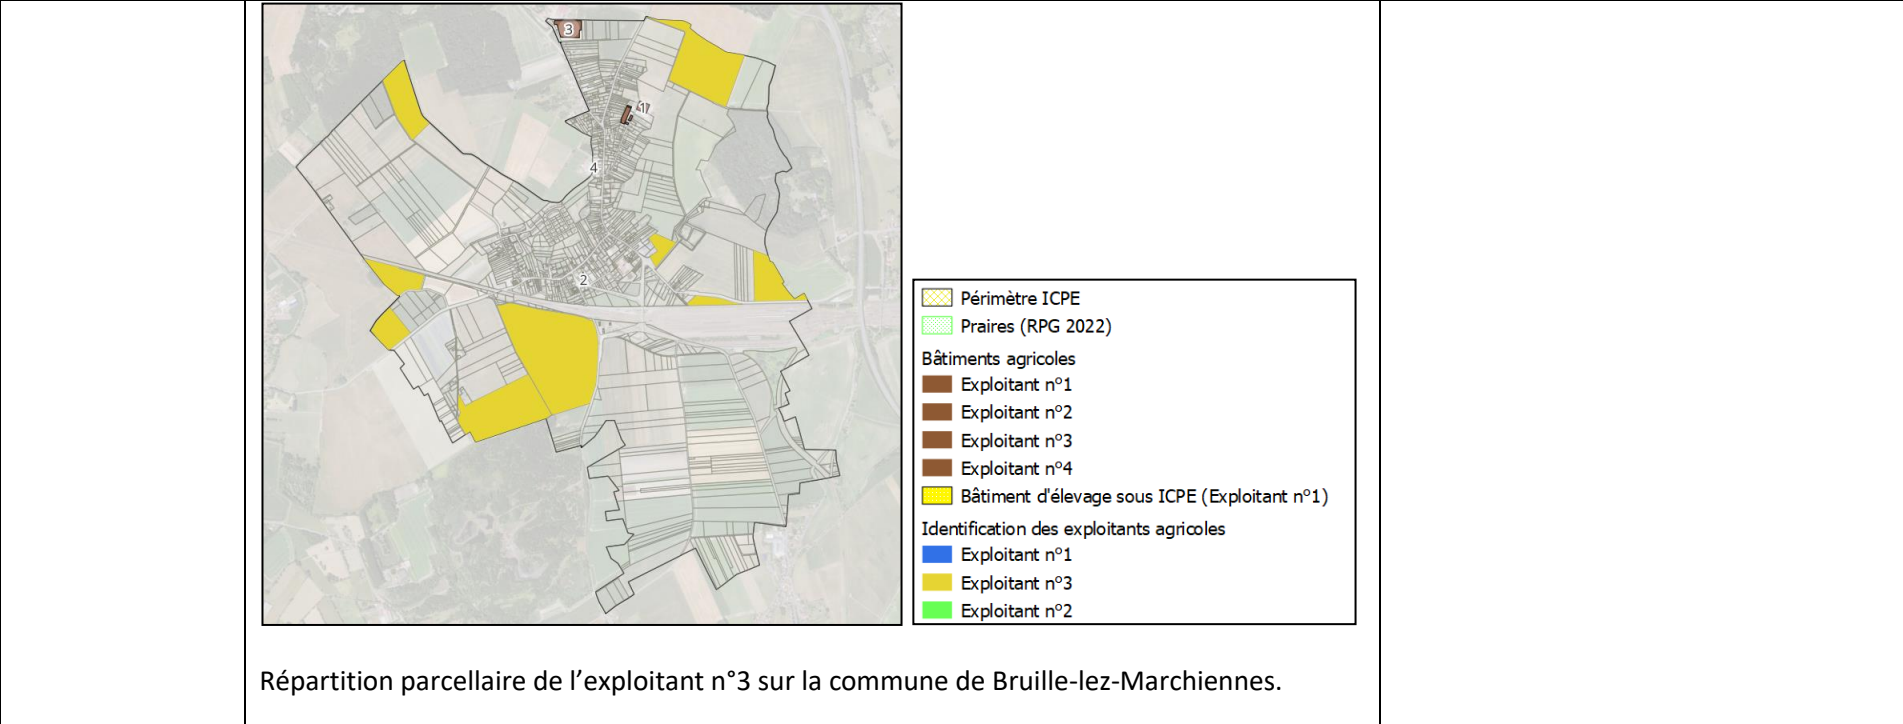 3
1
4
2
Périmètre ICPE
Praires (RPG 2022)
Bâtiments agricoles
Exploitant n°1
Exploitant n°2
Exploitant n°3
Exploitant n°4
Bâtiment d'élevage sous ICPE (Exploitant n°1)
Identification des exploitants agricoles
Exploitant n°1
Exploitant n°3
Exploitant n°2
Répartition parcellaire de l’exploitant n°3 sur la commune de Bruille-lez-Marchiennes.